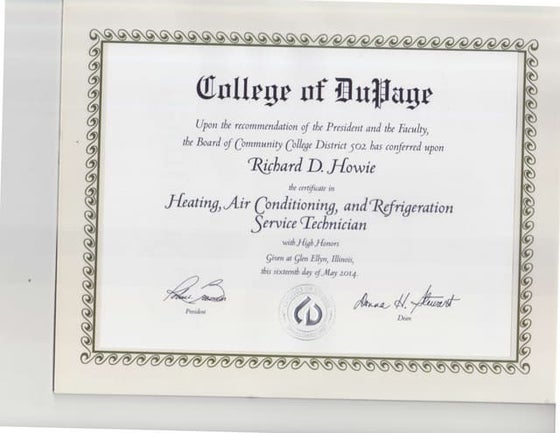 College of DuPage
Upon the recommendation of the President and the Faculty,
the Board of Community College District 502 has conferred upon
Richard D. Howie
the certificate in
Heating, Air Conditioning, and Refrigeration
Service Technician
with High Honors
Given at Glen Ellyn, Illinois,
this sixteenth day of May 2014.
Donna H. Stewart
President
Dean